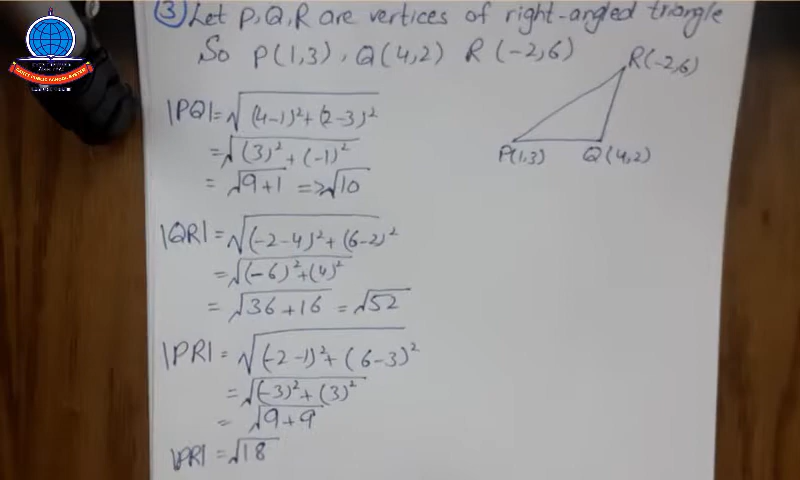 ③ Let P,Q,R are vertices of right-angled triangle
So P(1,3), Q(4,2) R(-2,6)
R(-2,6)
P(1,3) Q(4,2)
|PQ|=√(4-1)²+(2-3)²
=√(3)²+(-1)²
=√9+1 =>√10
|QR|=√(-2-4)²+(6-2)²
=√(-6)²+(4)²
=√36+16 =√52
|PR|=√(-2-1)²+(6-3)²
=√(-3)²+(3)²
=√9+9
|PR|=√18